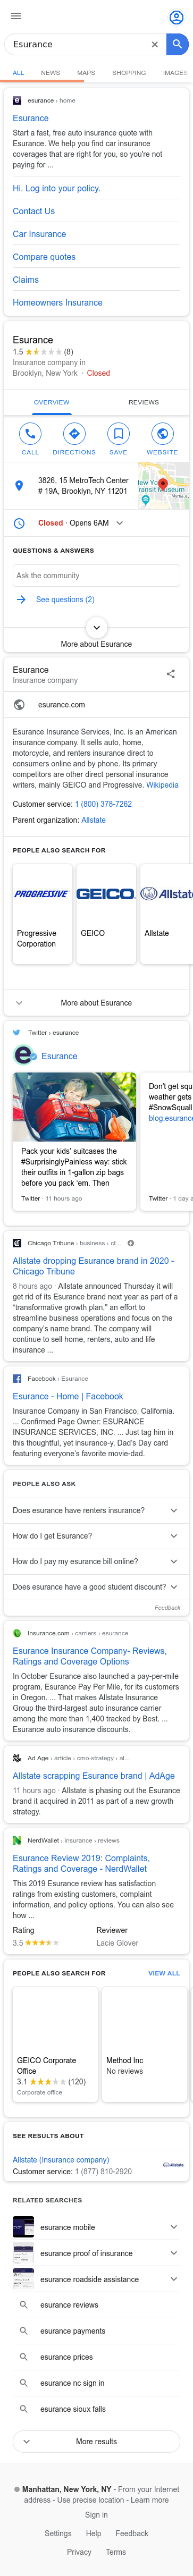 Esurance
ALL NEWS MAPS SHOPPING IMAGES
esurance › home
Esurance
Start a fast, free auto insurance quote with
Esurance. We help you find car insurance
coverages that are right for you, so you're not
paying for ...
Hi. Log into your policy.
Contact Us
Car Insurance
Compare quotes
Claims
Homeowners Insurance
Esurance
1.5 (8)
Insurance company in
Brooklyn, New York · Closed
OVERVIEW REVIEWS
CALL DIRECTIONS SAVE WEBSITE
3826, 15 MetroTech Center
# 19A, Brooklyn, NY 11201
Closed · Opens 6AM
QUESTIONS & ANSWERS
Ask the community
See questions (2)
More about Esurance
Esurance
Insurance company
esurance.com
Esurance Insurance Services, Inc. is an American
insurance company. It sells auto, home,
motorcycle, and renters insurance direct to
consumers online and by phone. Its primary
competitors are other direct personal insurance
writers, mainly GEICO and Progressive. Wikipedia
Customer service: 1 (800) 378-7262
Parent organization: Allstate
PEOPLE ALSO SEARCH FOR
PROGRESSIVE GEICO Allstate
Progressive
Corporation
GEICO
Allstate
More about Esurance
Twitter › esurance
Esurance
Pack your kids’ suitcases the
#SurprisinglyPainless way: stick
their outfits in 1-gallon zip bags
before you pack ’em. Then
Twitter · 11 hours ago
Don't get squ
weather gets
#SnowSquall
blog.esurance
Twitter · 1 day a
Chicago Tribune › business › ct...
Allstate dropping Esurance brand in 2020 -
Chicago Tribune
8 hours ago · Allstate announced Thursday it will
get rid of its Esurance brand next year as part of a
“transformative growth plan,” an effort to
streamline business operations and focus on the
company’s name brand. The company will
continue to sell home, renters, auto and life
insurance ...
Facebook › Esurance
Esurance - Home | Facebook
Insurance Company in San Francisco, California.
... Confirmed Page Owner: ESURANCE
INSURANCE SERVICES, INC. ... Just tag him in
this thoughtful, yet insurance-y, Dad’s Day card
featuring everyone’s favorite movie-dad.
PEOPLE ALSO ASK
Does esurance have renters insurance?
How do I get Esurance?
How do I pay my esurance bill online?
Does esurance have a good student discount?
Feedback
Insurance.com › carriers › esurance
Esurance Insurance Company- Reviews,
Ratings and Coverage Options
In October Esurance also launched a pay-per-mile
program, Esurance Pay Per Mile, for its customers
in Oregon. ... That makes Allstate Insurance
Group the third-largest auto insurance carrier
among the more than 1,400 tracked by Best. ...
Esurance auto insurance discounts.
Ad Age › article › cmo-strategy › al...
Allstate scrapping Esurance brand | AdAge
11 hours ago · Allstate is phasing out the Esurance
brand it acquired in 2011 as part of a new growth
strategy.
NerdWallet › insurance › reviews
Esurance Review 2019: Complaints,
Ratings and Coverage - NerdWallet
This 2019 Esurance review has satisfaction
ratings from existing customers, complaint
information, and policy options. You can also see
how ...
Rating Reviewer
3.5 Lacie Glover
PEOPLE ALSO SEARCH FOR VIEW ALL
GEICO Corporate
Office
3.1 (120)
Corporate office
Method Inc
No reviews
SEE RESULTS ABOUT
Allstate (Insurance company)
Customer service: 1 (877) 810-2920
Allstate
RELATED SEARCHES
esurance mobile
esurance proof of insurance
esurance roadside assistance
esurance reviews
esurance payments
esurance prices
esurance nc sign in
esurance sioux falls
More results
Manhattan, New York, NY - From your Internet
address - Use precise location - Learn more
Sign in
Settings Help Feedback
Privacy Terms